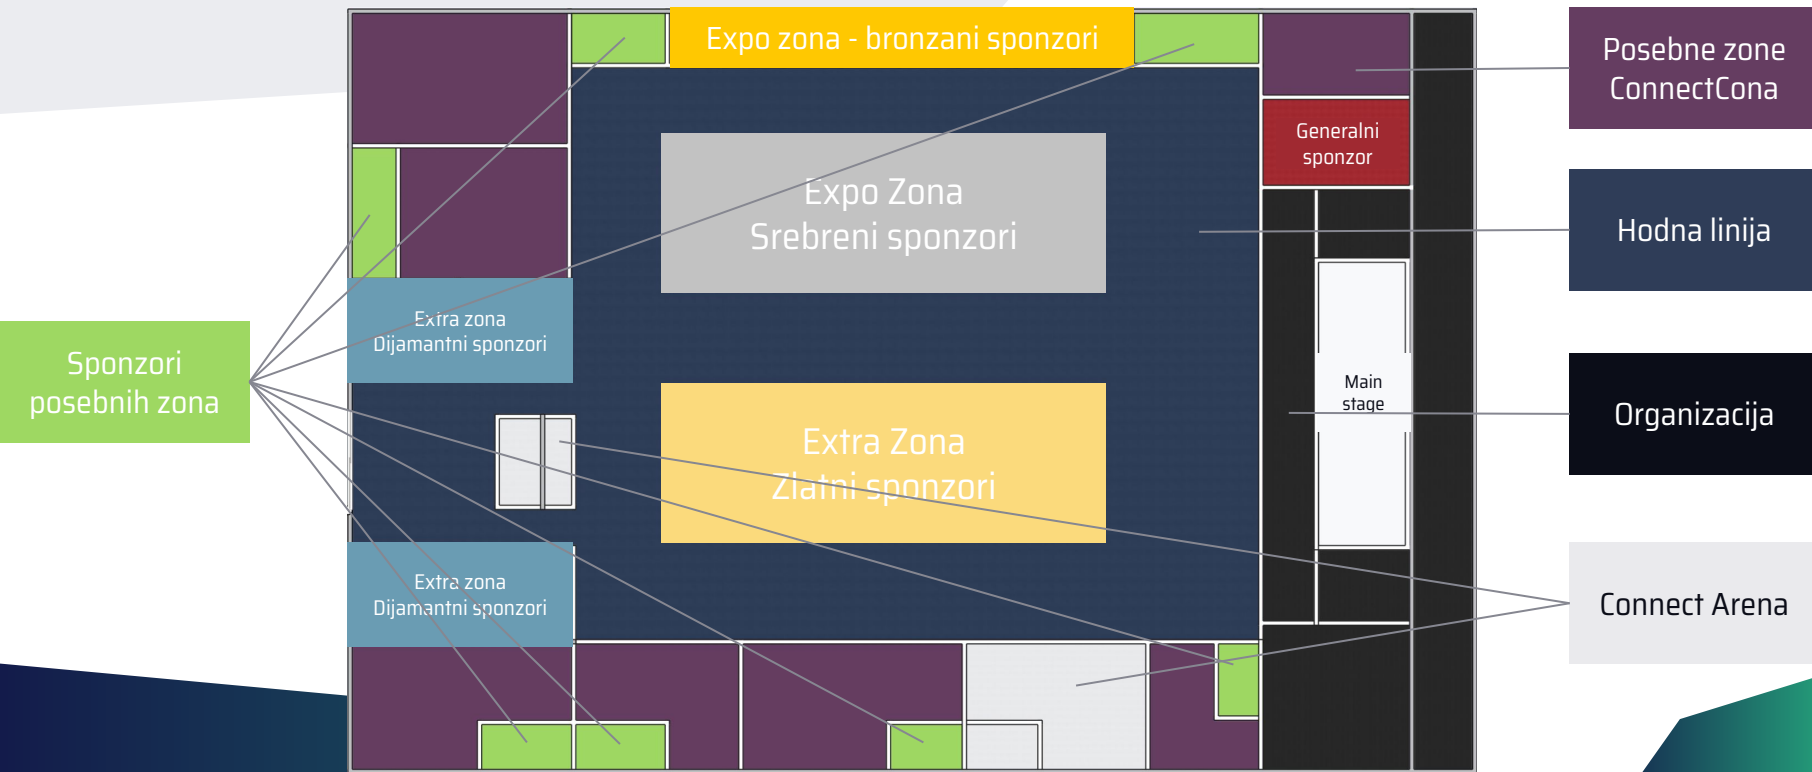 Expo zona - bronzani sponzori
Posebne zone
ConnectCona
Generalni
sponzor
Expo Zona
Srebreni sponzori
Hodna linija
Extra zona
Dijamantni sponzori
Sponzori
posebnih zona
Main
stage
Organizacija
Extra Zona
Zlatni sponzori
Extra zona
Dijamantni sponzori
Connect Arena